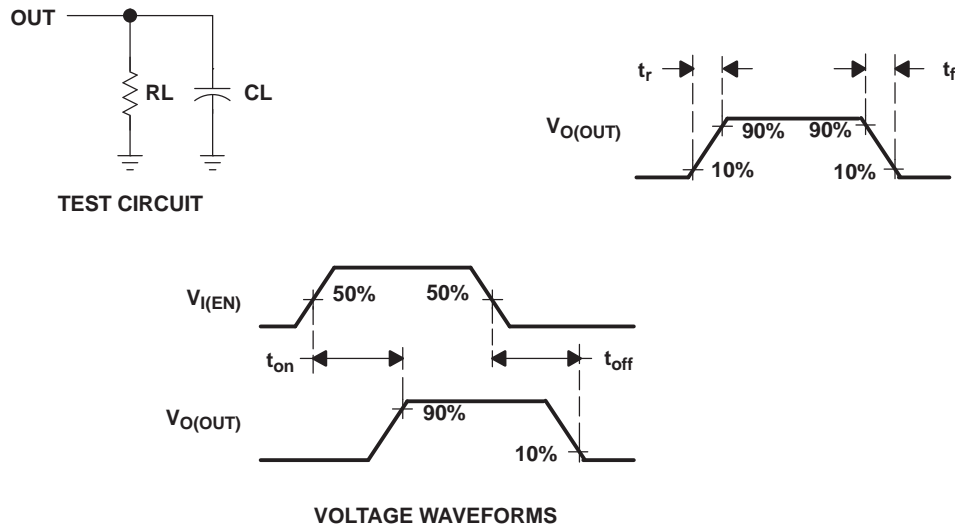 OUT
RL
CL
TEST CIRCUIT
tr
tf
VO(OUT)
90%
90%
10%
10%
VI(EN)
50%
50%
ton
toff
VO(OUT)
90%
10%
VOLTAGE WAVEFORMS